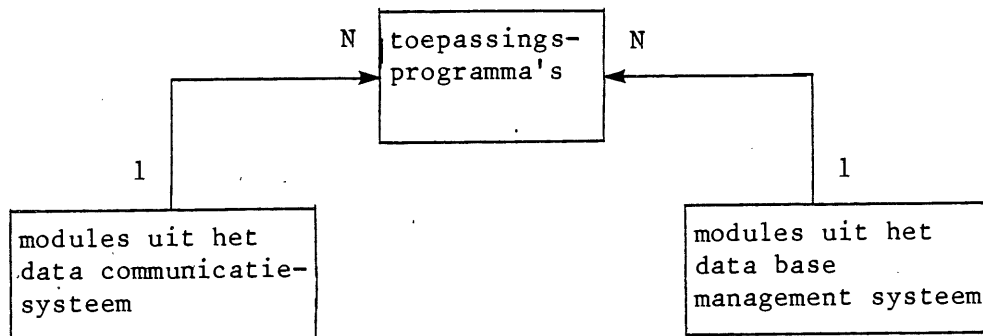 N
toepassings-
programma's
N
1
1
modules uit het
data communicatie-
systeem
modules uit het
data base
management systeem